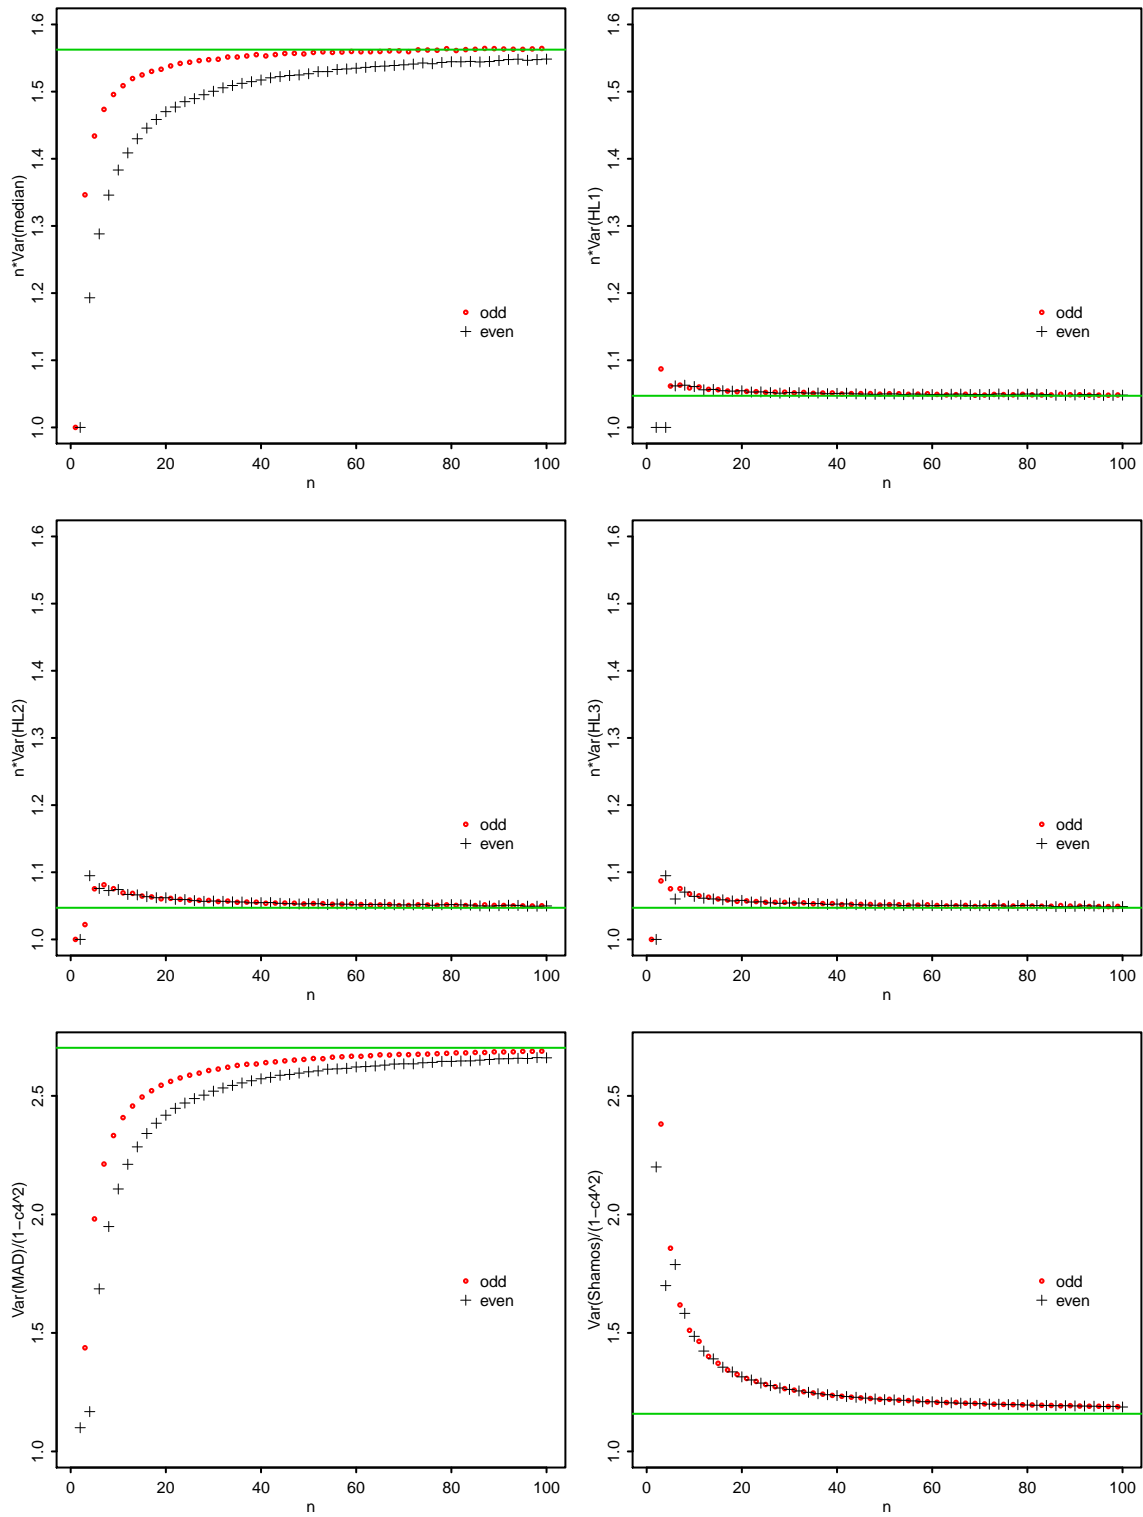 n*Var(median)
1.0 1.1 1.2 1.3 1.4 1.5 1.6
odd
even
0 20 40 60 80 100
n
n*Var(HL1)
1.0 1.1 1.2 1.3 1.4 1.5 1.6
odd
even
0 20 40 60 80 100
n
n*Var(HL2)
1.0 1.1 1.2 1.3 1.4 1.5 1.6
odd
even
0 20 40 60 80 100
n
n*Var(HL3)
1.0 1.1 1.2 1.3 1.4 1.5 1.6
odd
even
0 20 40 60 80 100
n
Var(MAD)/(1−c4^2)
1.0 1.5 2.0 2.5
odd
even
0 20 40 60 80 100
n
Var(Shamos)/(1−c4^2)
1.0 1.5 2.0 2.5
odd
even
0 20 40 60 80 100
n